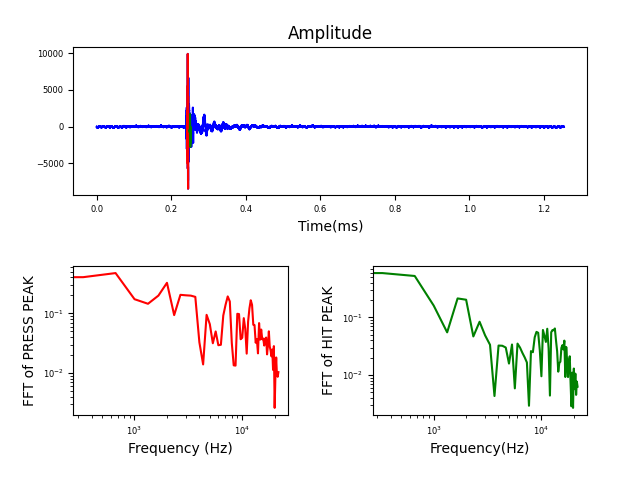 Amplitude
10000
5000
0
−5000
0.0 0.2 0.4 0.6 0.8 1.0 1.2
Time(ms)
FFT of PRESS PEAK
10⁻¹
10⁻²
10³ 10⁴
Frequency (Hz)
FFT of HIT PEAK
10⁻¹
10⁻²
10³ 10⁴
Frequency(Hz)